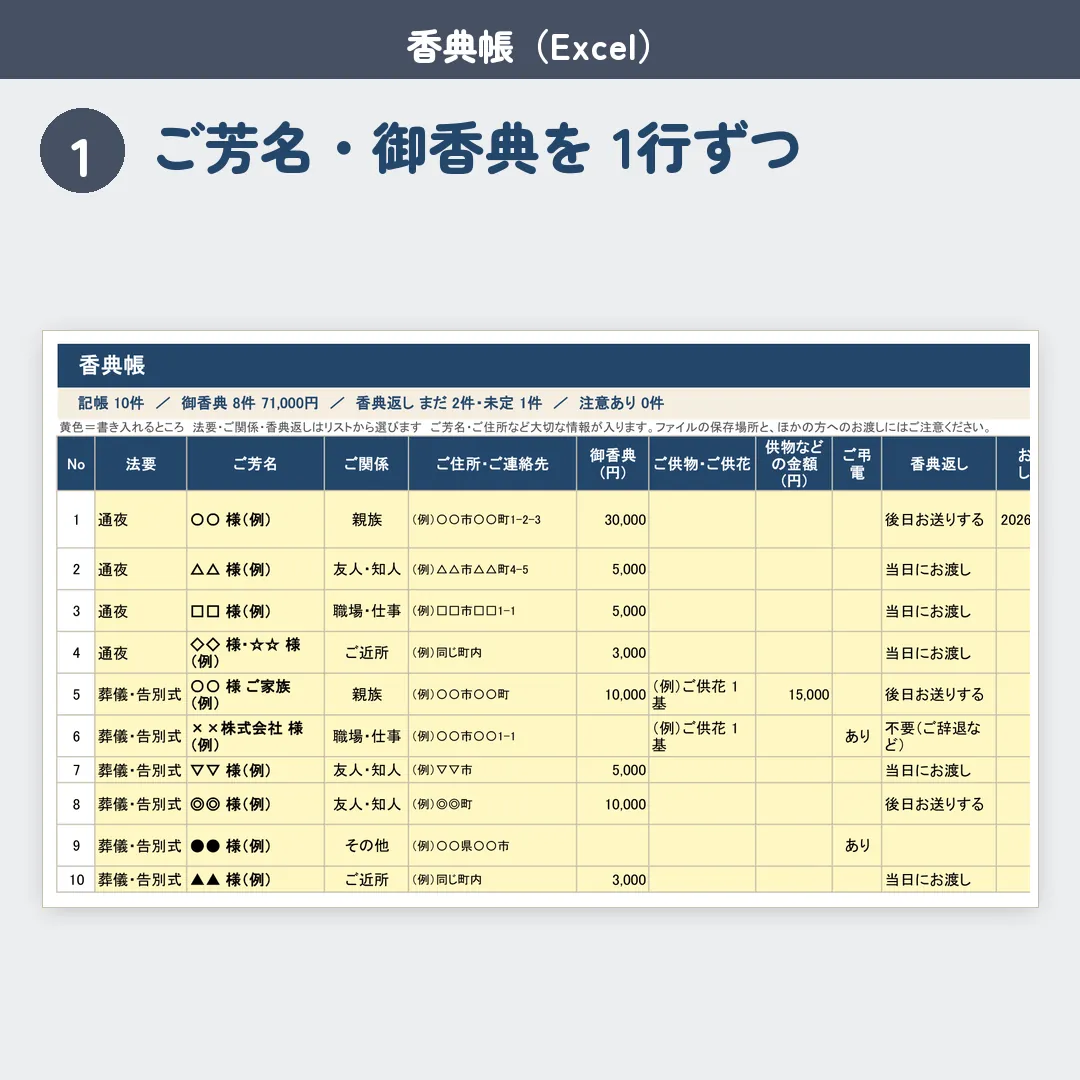 香典帳（Excel）
1 ご芳名・御香典を 1行ずつ
香典帳
記帳 10件 ／ 御香典 8件 71,000円 ／ 香典返し まだ 2件・未定 1件 ／ 注意あり 0件
黄色＝書き入れるところ 法要・ご関係・香典返しはリストから選びます ご芳名・ご住所など大切な情報が入ります。ファイルの保存場所と、ほかの方へのお渡しにはご注意ください。
No 法要 ご芳名 ご関係 ご住所・ご連絡先 御香典（円） ご供物・ご供花 供物などの金額（円） ご弔電 香典返し お し
1 通夜 〇〇 様（例） 親族 （例）〇〇市〇〇町1-2-3 30,000 後日お送りする 2026
2 通夜 △△ 様（例） 友人・知人 （例）△△市△△町4-5 5,000 当日にお渡し
3 通夜 □□ 様（例） 職場・仕事 （例）□□市□□1-1 5,000 当日にお渡し
4 通夜 ◇◇ 様・☆☆ 様（例） ご近所 （例）同じ町内 3,000 当日にお渡し
5 葬儀・告別式 〇〇 様 ご家族（例） 親族 （例）〇〇市〇〇町 10,000 （例）ご供花 1基 15,000 後日お送りする
6 葬儀・告別式 ××株式会社 様（例） 職場・仕事 （例）〇〇市〇〇1-1 （例）ご供花 1基 あり 不要（ご辞退など）
7 葬儀・告別式 ▽▽ 様（例） 友人・知人 （例）▽▽市 5,000 当日にお渡し
8 葬儀・告別式 ◎◎ 様（例） 友人・知人 （例）◎◎町 10,000 後日お送りする
9 葬儀・告別式 ●● 様（例） その他 （例）〇〇県〇〇市 あり
10 葬儀・告別式 ▲▲ 様（例） ご近所 （例）同じ町内 3,000 当日にお渡し